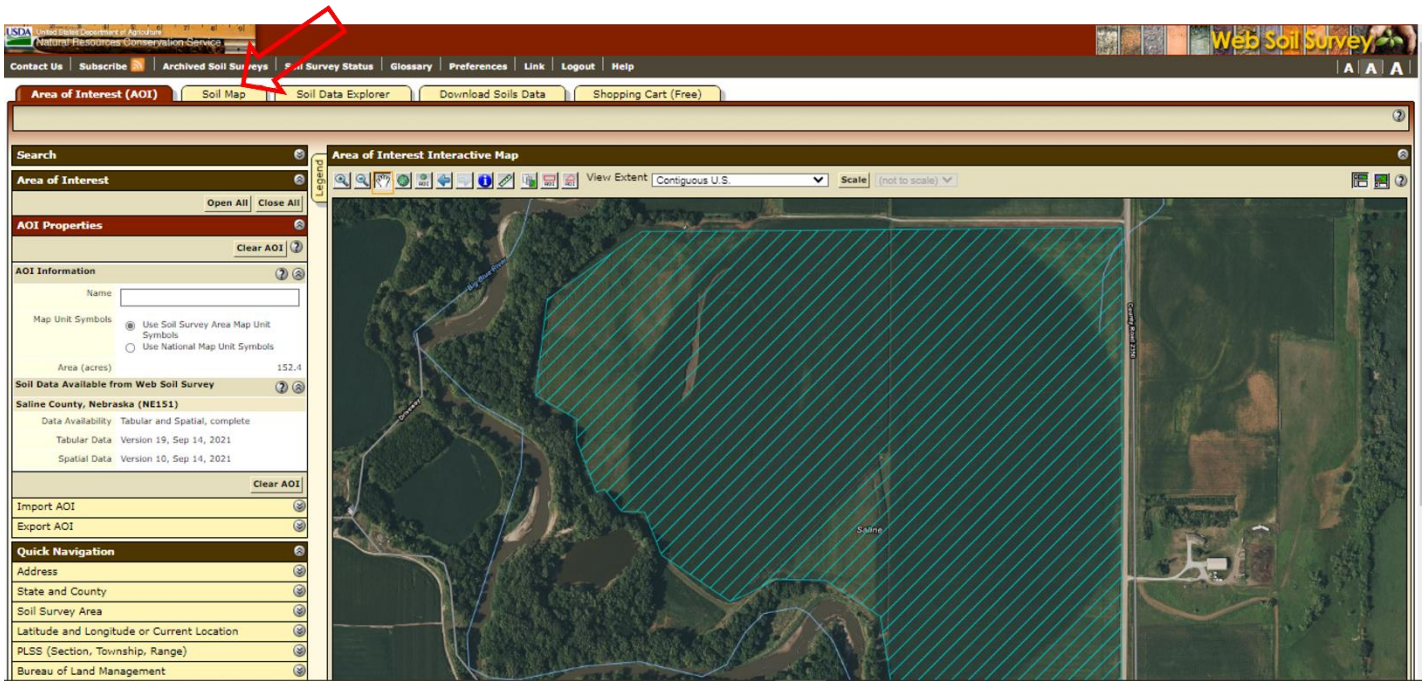 USDA United States Department of Agriculture
Natural Resources Conservation Service
Web Soil Survey
Contact Us | Subscribe | Archived Soil Surveys | Soil Survey Status | Glossary | Preferences | Link | Logout | Help
A A A
Area of Interest (AOI)
Soil Map
Soil Data Explorer
Download Soils Data
Shopping Cart (Free)
Search
Area of Interest
Open All Close All
AOI Properties
Clear AOI
AOI Information
Name
Map Unit Symbols
Use Soil Survey Area Map Unit
Symbols
Use National Map Unit Symbols
Area (acres) 152.4
Soil Data Available from Web Soil Survey
Saline County, Nebraska (NE151)
Data Availability Tabular and Spatial, complete
Tabular Data Version 19, Sep 14, 2021
Spatial Data Version 10, Sep 14, 2021
Clear AOI
Import AOI
Export AOI
Quick Navigation
Address
State and County
Soil Survey Area
Latitude and Longitude or Current Location
PLSS (Section, Township, Range)
Bureau of Land Management
Legend
Area of Interest Interactive Map
View Extent Contiguous U.S. Scale (not to scale)
Big Blue River
Driveway
County Road 2350
Saline